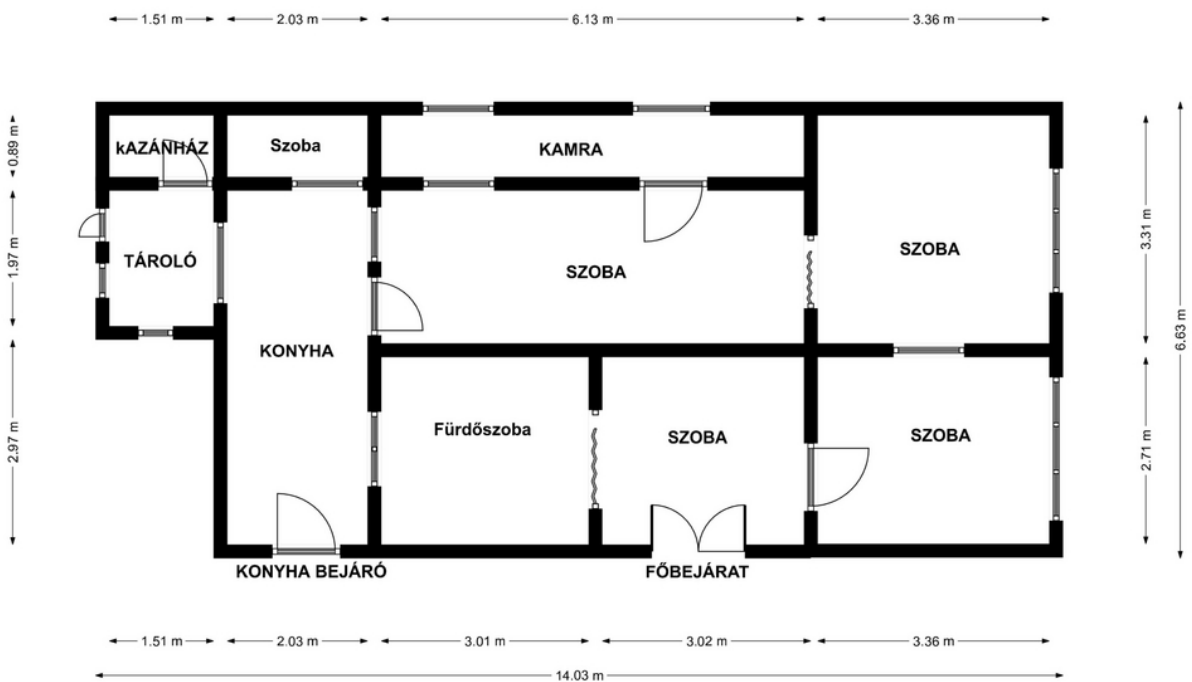 1.51 m
2.03 m
6.13 m
3.36 m
0.89 m
1.97 m
2.97 m
kAZÁNHÁZ
Szoba
KAMRA
TÁROLÓ
SZOBA
SZOBA
KONYHA
Fürdőszoba
SZOBA
SZOBA
KONYHA BEJÁRÓ
FŐBEJÁRAT
3.31 m
2.71 m
6.63 m
1.51 m
2.03 m
3.01 m
3.02 m
3.36 m
14.03 m